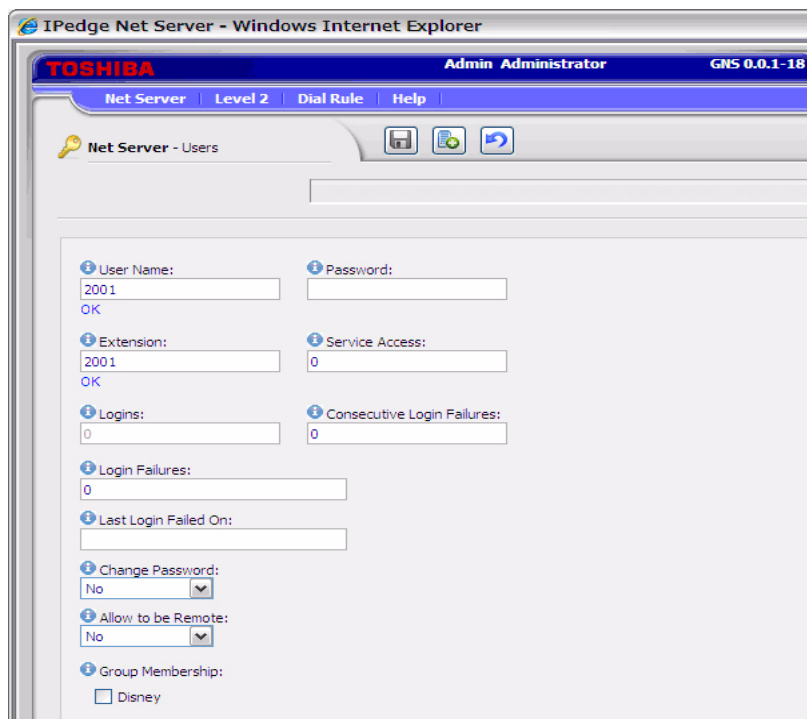 IPedge Net Server - Windows Internet Explorer
TOSHIBA Admin Administrator GNS 0.0.1-18
Net Server | Level 2 | Dial Rule | Help |
Net Server - Users
User Name: Password:
2001
OK
Extension: Service Access:
2001 0
OK
Logins: Consecutive Login Failures:
0 0
Login Failures:
0
Last Login Failed On:
Change Password:
No
Allow to be Remote:
No
Group Membership:
Disney